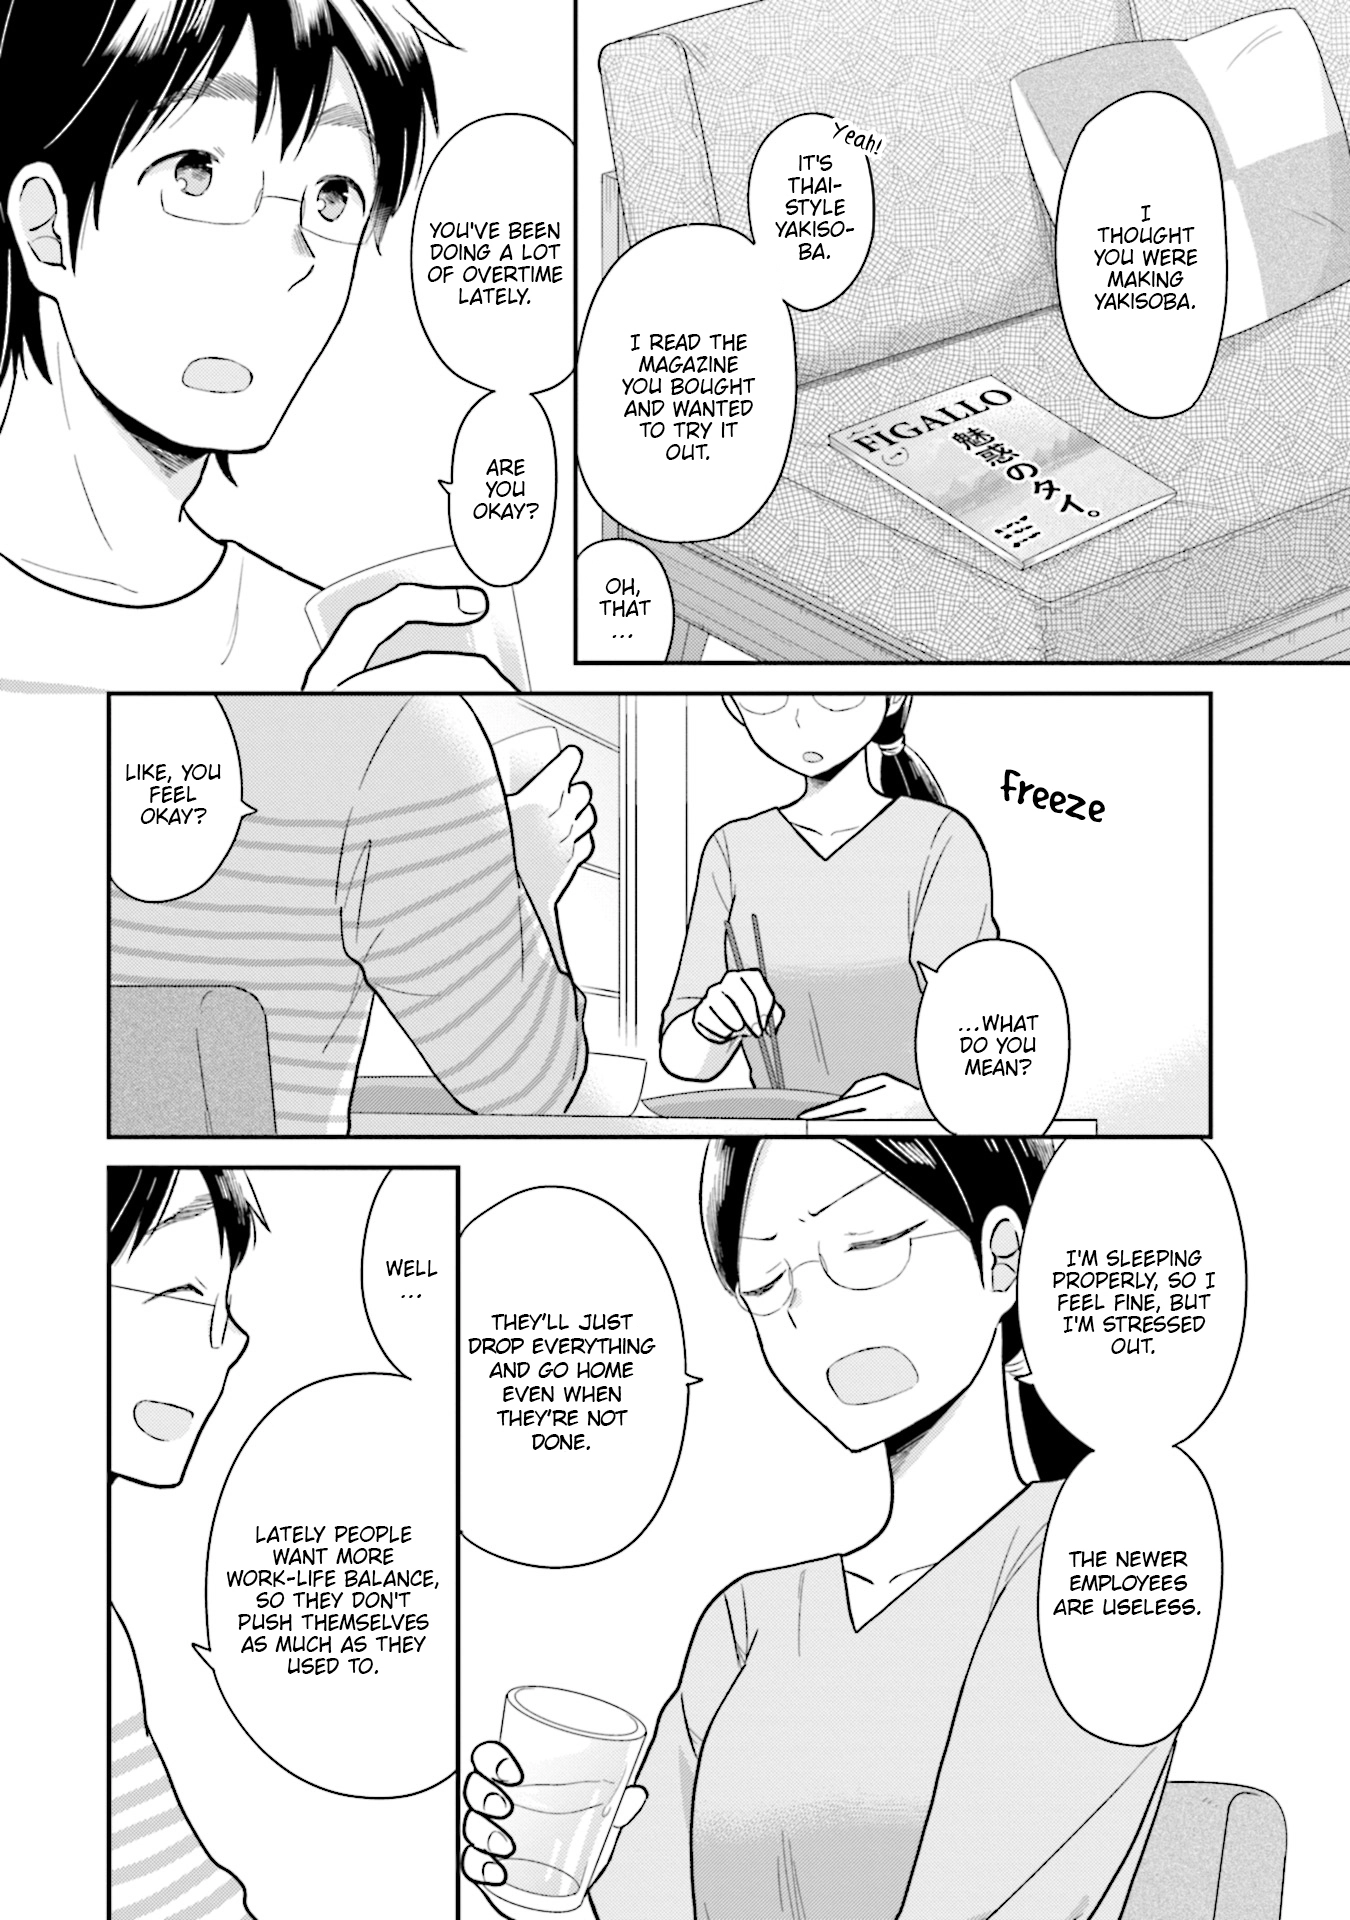 I
THOUGHT
YOU WERE
MAKING
YAKISOBA.
Yeah!
IT'S
THAI-
STYLE
YAKISO-
BA.
I READ THE
MAGAZINE
YOU BOUGHT
AND WANTED
TO TRY IT
OUT.
FIGALLO
魅惑のタイ。
OH,
THAT
...
YOU'VE BEEN
DOING A LOT
OF OVERTIME
LATELY.
ARE
YOU
OKAY?
freeze
LIKE, YOU
FEEL
OKAY?
...WHAT
DO YOU
MEAN?
I'M SLEEPING
PROPERLY, SO I
FEEL FINE, BUT
I'M STRESSED
OUT.
THE NEWER
EMPLOYEES
ARE USELESS.
THEY'LL JUST
DROP EVERYTHING
AND GO HOME
EVEN WHEN
THEY'RE NOT
DONE.
WELL
...
LATELY PEOPLE
WANT MORE
WORK-LIFE BALANCE,
SO THEY DON'T
PUSH THEMSELVES
AS MUCH AS THEY
USED TO.